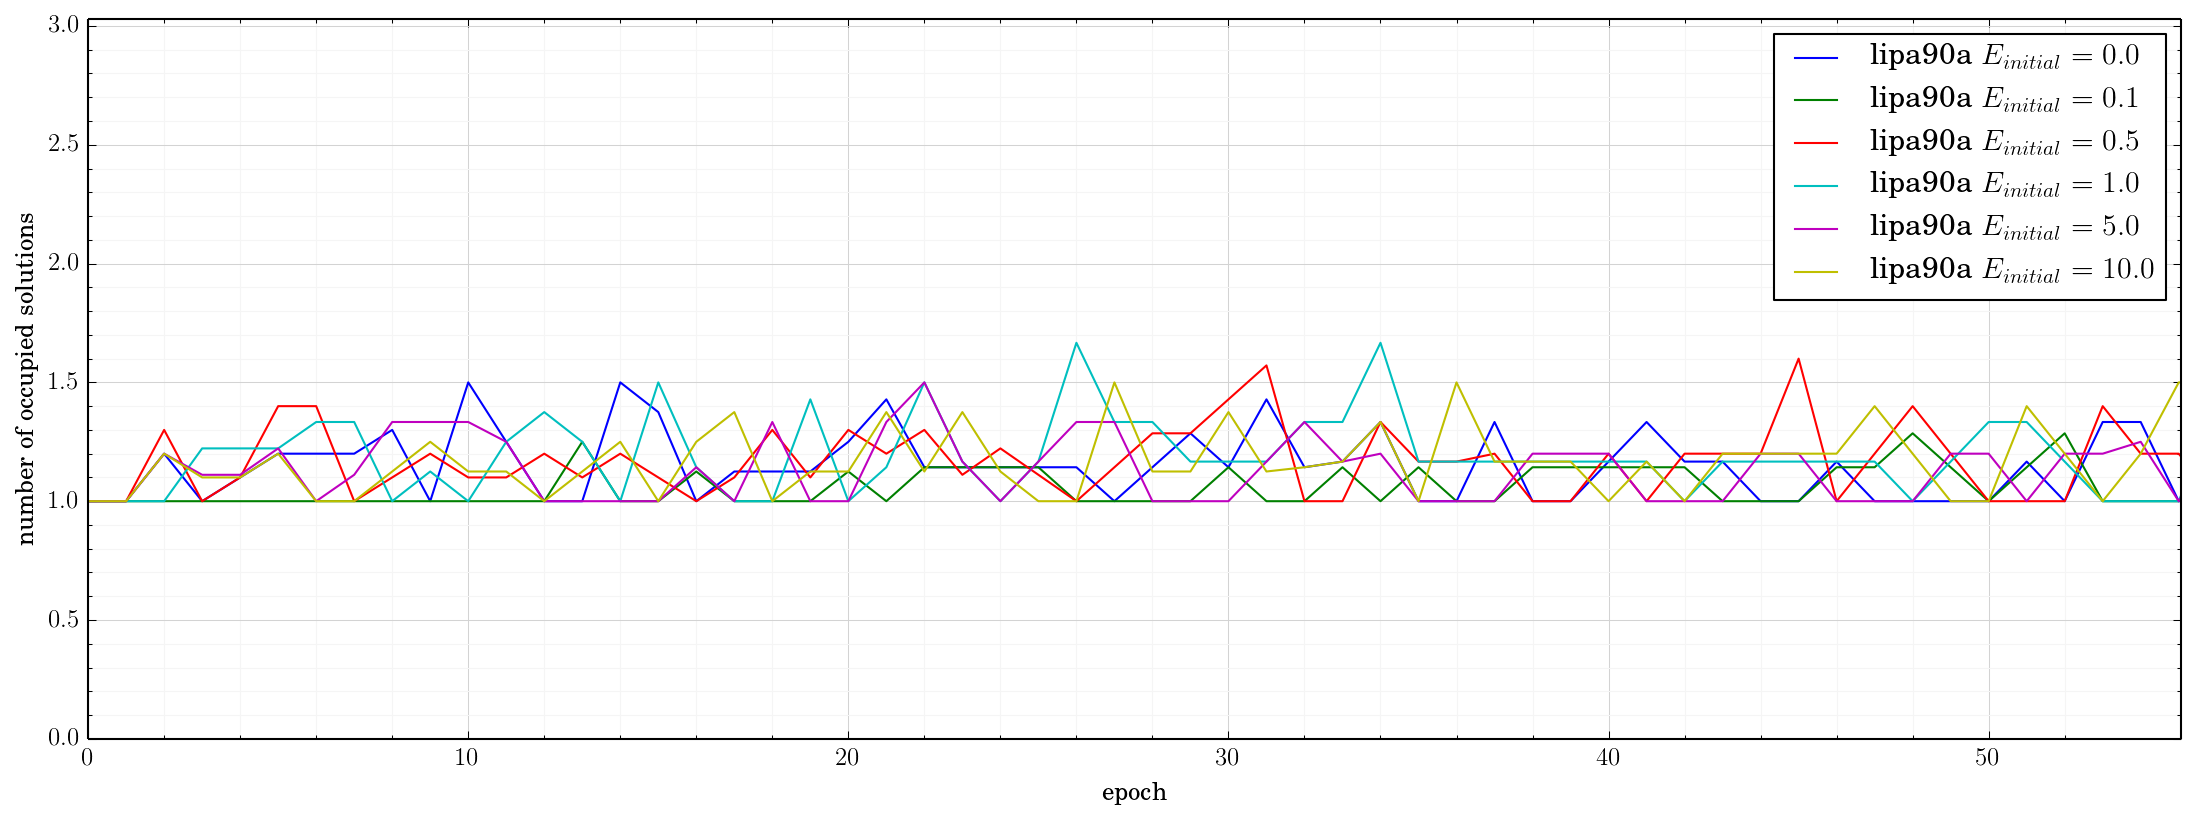 3.0
2.5
2.0
1.5
1.0
0.5
0.0
number of occupied solutions
lipa90a E_initial = 0.0
lipa90a E_initial = 0.1
lipa90a E_initial = 0.5
lipa90a E_initial = 1.0
lipa90a E_initial = 5.0
lipa90a E_initial = 10.0
0 10 20 30 40 50
epoch